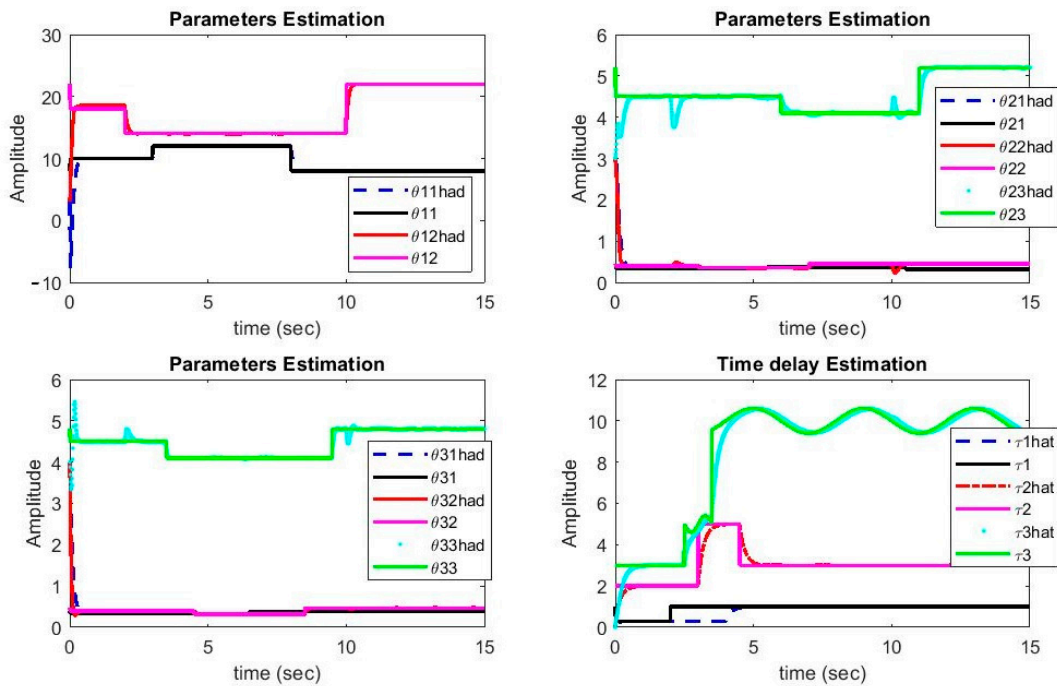 Parameters Estimation
30
20
10
0
-10
Amplitude
0 5 10 15
time (sec)
θ11had
θ11
θ12had
θ12
Parameters Estimation
6
5
4
3
2
1
0
Amplitude
0 5 10 15
time (sec)
θ21had
θ21
θ22had
θ22
θ23had
θ23
Parameters Estimation
6
5
4
3
2
1
0
Amplitude
0 5 10 15
time (sec)
θ31had
θ31
θ32had
θ32
θ33had
θ33
Time delay Estimation
12
10
8
6
4
2
0
Amplitude
0 5 10 15
time (sec)
τ1hat
τ1
τ2hat
τ2
τ3hat
τ3